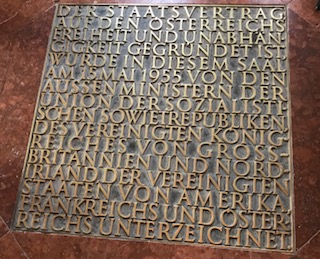 DER STAATSVERTRAG
AUF DEN ÖSTERREICHS
FREIHEIT UND UNABHÄN
GIGKEIT GEGRÜNDET IST
WURDE IN DIESEM SAAL
AM 15 MAI 1955 VON DEN
AUSSENMINISTERN DER
UNION DER SOZIALISTI
SCHEN SOWJETREPUBLIKEN
DES VEREINIGTEN KÖNIG
REICHES VON GROSS-
BRITANNIEN UND NORD-
IRLAND DER VEREINIGTEN
STAATEN VON AMERIKA
FRANKREICHS UND ÖSTER
REICHS UNTERZEICHNET